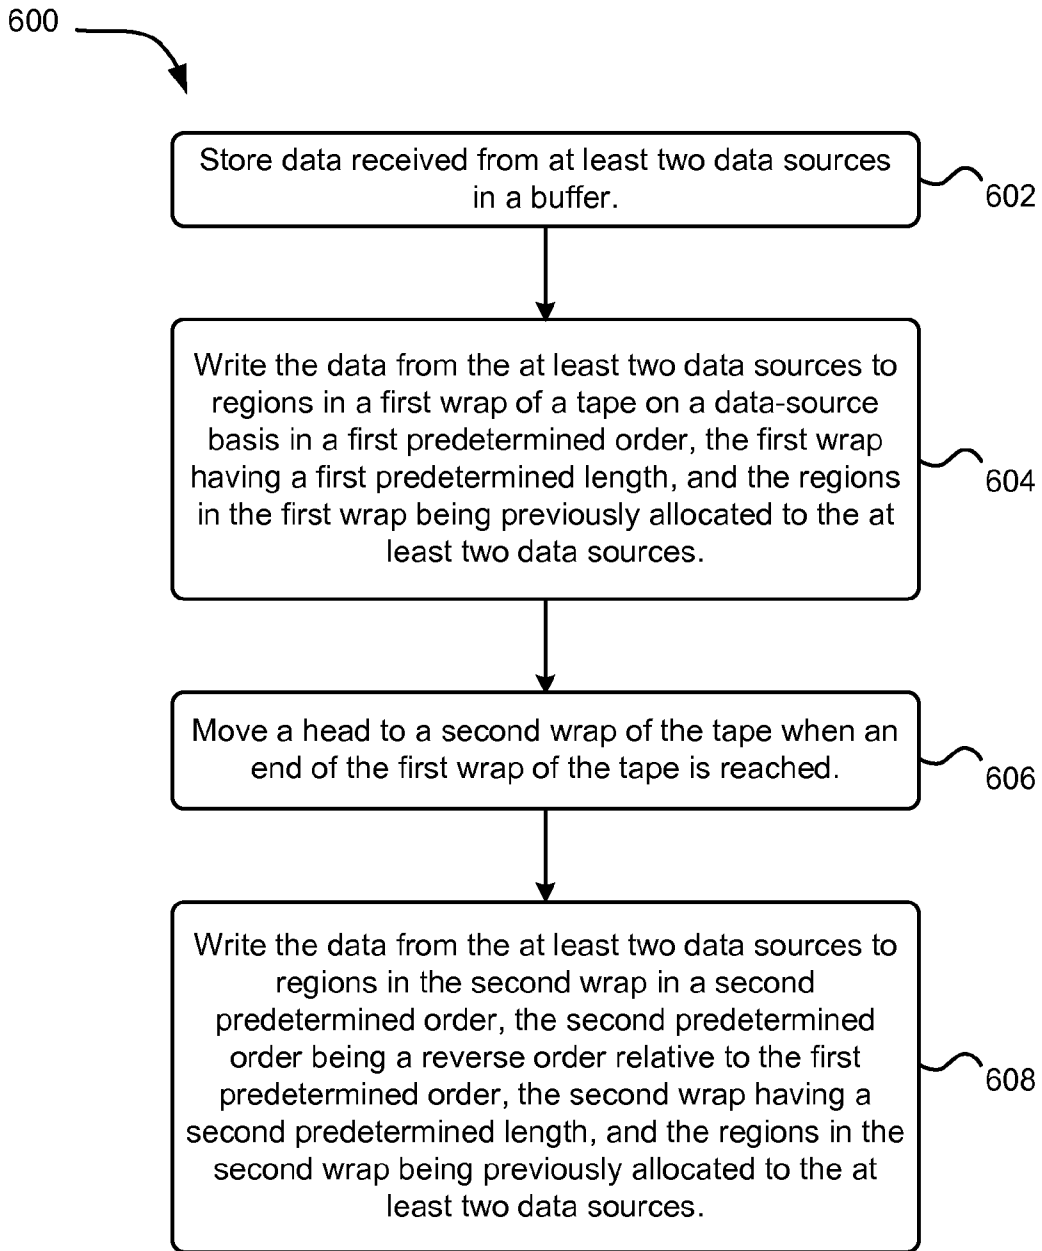 600
Store data received from at least two data sources
in a buffer.
602
Write the data from the at least two data sources to
regions in a first wrap of a tape on a data-source
basis in a first predetermined order, the first wrap
having a first predetermined length, and the regions
in the first wrap being previously allocated to the at
least two data sources.
604
Move a head to a second wrap of the tape when an
end of the first wrap of the tape is reached.
606
Write the data from the at least two data sources to
regions in the second wrap in a second
predetermined order, the second predetermined
order being a reverse order relative to the first
predetermined order, the second wrap having a
second predetermined length, and the regions in the
second wrap being previously allocated to the at
least two data sources.
608